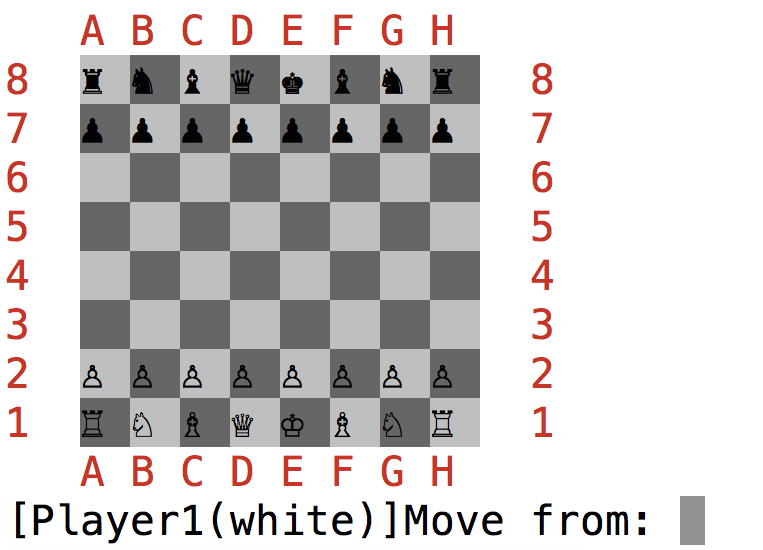 A B C D E F G H
8 ♜ ♞ ♝ ♛ ♚ ♝ ♞ ♜ 8
7 ♟ ♟ ♟ ♟ ♟ ♟ ♟ ♟ 7
6 6
5 5
4 4
3 3
2 ♙ ♙ ♙ ♙ ♙ ♙ ♙ ♙ 2
1 ♖ ♘ ♗ ♕ ♔ ♗ ♘ ♖ 1
A B C D E F G H
[Player1(white)]Move from: